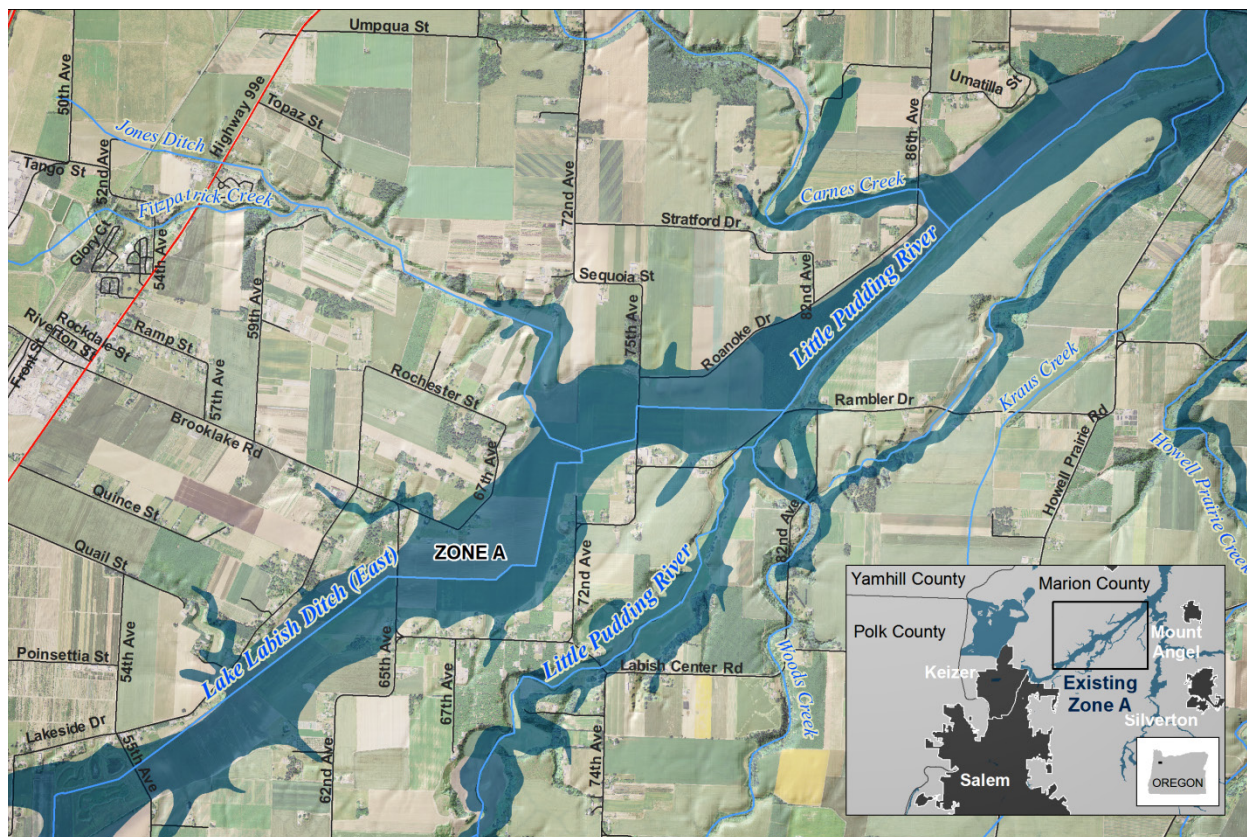 Umpqua St
50th Ave
Highway 99e
Topaz St
Jones Ditch
Tango St
52nd Ave
Fitzpatrick Creek
Glory Ct
54th Ave
72nd Ave
86th Ave
Umatilla St
Carnes Creek
Stratford Dr
82nd Ave
Sequoia St
Little Pudding River
75th Ave
Roanoke Dr
59th Ave
Rockdale St
Riverton St
Front St
Ramp St
57th Ave
Rochester St
Brooklake Rd
67th Ave
Rambler Dr
Kraus Creek
Howell Prairie Rd
Howell Prairie Creek
Quince St
Quail St
ZONE A
Lake Labish Ditch (East)
72nd Ave
82nd Ave
Little Pudding River
Woods Creek
Labish Center Rd
Poinsettia St
54th Ave
65th Ave
67th Ave
Lakeside Dr
55th Ave
62nd Ave
74th Ave
Yamhill County
Marion County
Polk County
Mount
Angel
Keizer
Existing
Zone A
Silverton
Salem
OREGON